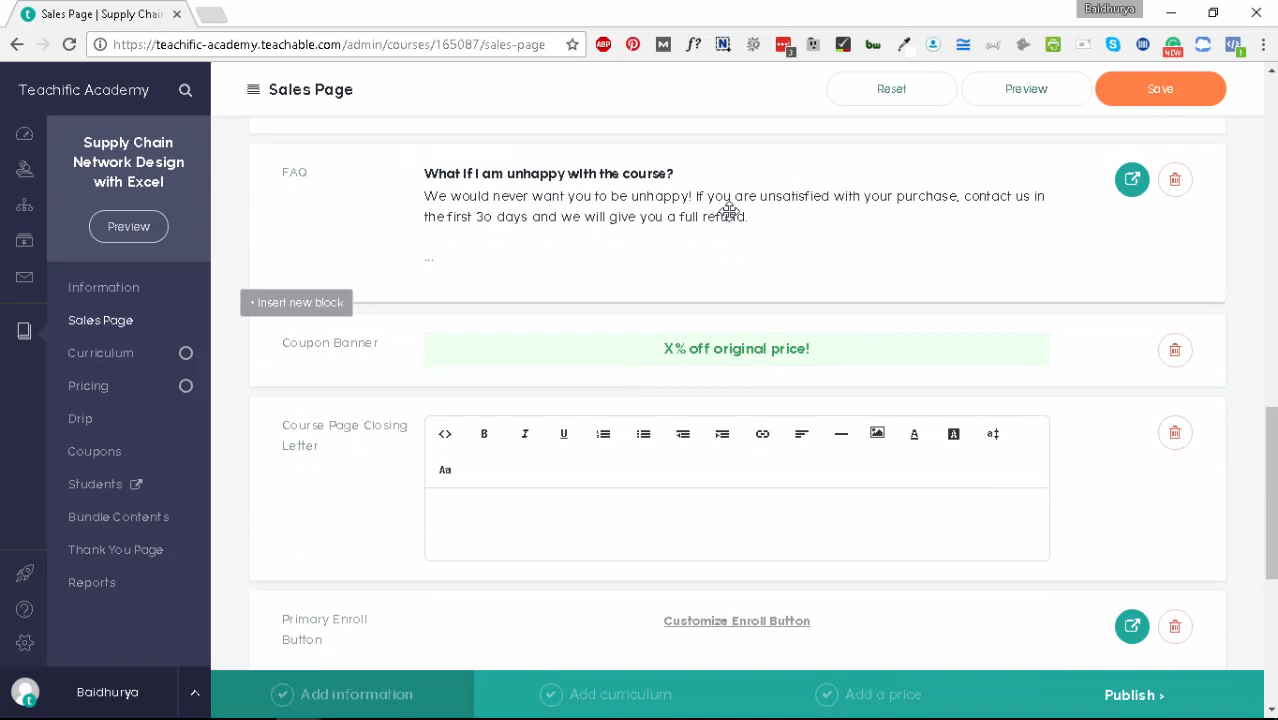 Sales Page | Supply Chain
Baidhurya
https://teachific-academy.teachable.com/admin/courses/165087/sales-page
Teachific Academy
Sales Page
Reset
Preview
Save
Supply Chain
Network Design
with Excel
Preview
Information
Sales Page
Curriculum
Pricing
Drip
Coupons
Students
Bundle Contents
Thank You Page
Reports
Baidhurya
FAQ
What if I am unhappy with the course?
We would never want you to be unhappy! If you are unsatisfied with your purchase, contact us in
the first 30 days and we will give you a full refund.
...
+ Insert new block
Coupon Banner
X% off original price!
Course Page Closing
Letter
Aa
Primary Enroll
Button
Customize Enroll Button
Add information
Add curriculum
Add a price
Publish >